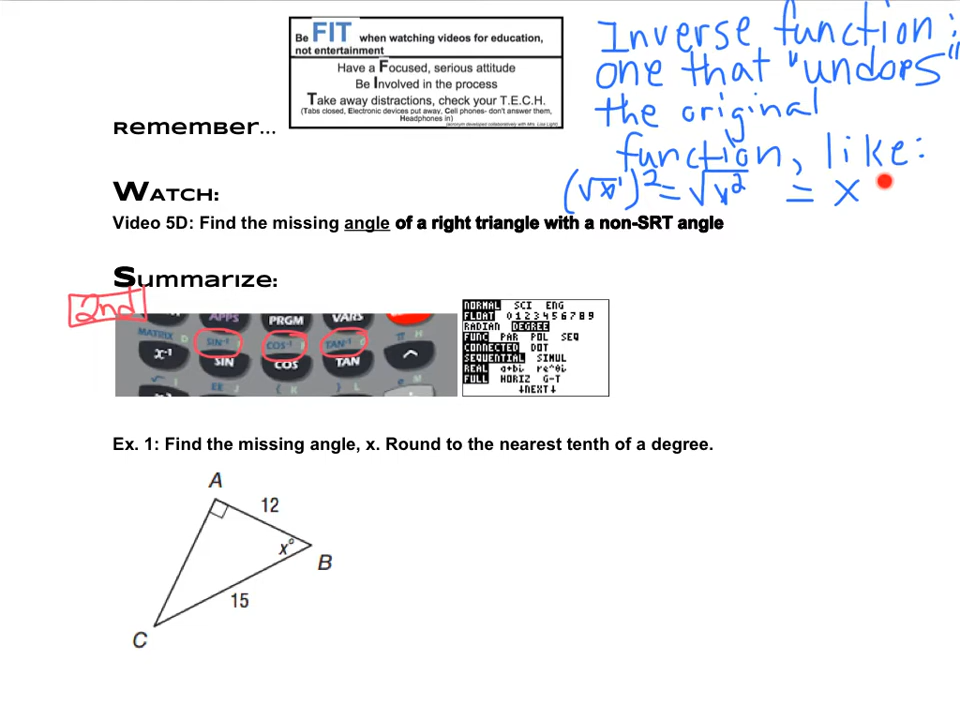 Be FIT when watching videos for education,
not entertainment
Have a Focused, serious attitude
Be Involved in the process
Take away distractions, check your T.E.C.H.
(Tabs closed, Electronic devices put away, Cell phones- don't answer them,
Headphones in)
Inverse function:
one that "undoes"
the original
function, like:
(√x)² = √x² = x
Remember...
WATCH:
Video 5D: Find the missing angle of a right triangle with a non-SRT angle
Summarize:
2nd
APPS PRGM VARS
MATRIX D SIN⁻¹ COS⁻¹ TAN⁻¹ π H
x⁻¹ SIN COS TAN ^
√ I EE J { K } L e M
NORMAL SCI ENG
FLOAT 0 1 2 3 4 5 6 7 8 9
RADIAN DEGREE
FUNC PAR POL SEQ
CONNECTED DOT
SEQUENTIAL SIMUL
REAL a+bi re^θi
FULL HORIZ G-T
↓NEXT↓
Ex. 1: Find the missing angle, x. Round to the nearest tenth of a degree.
A
12
x°
B
15
C